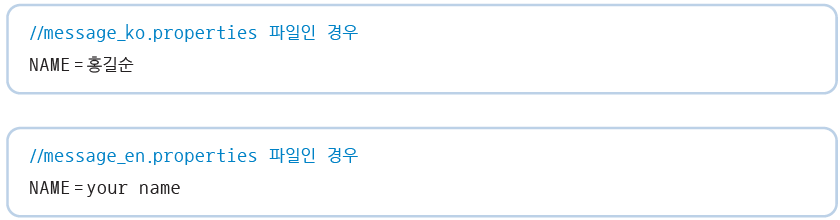 //message_ko.properties 파일인 경우
NAME=홍길순
//message_en.properties 파일인 경우
NAME=your name